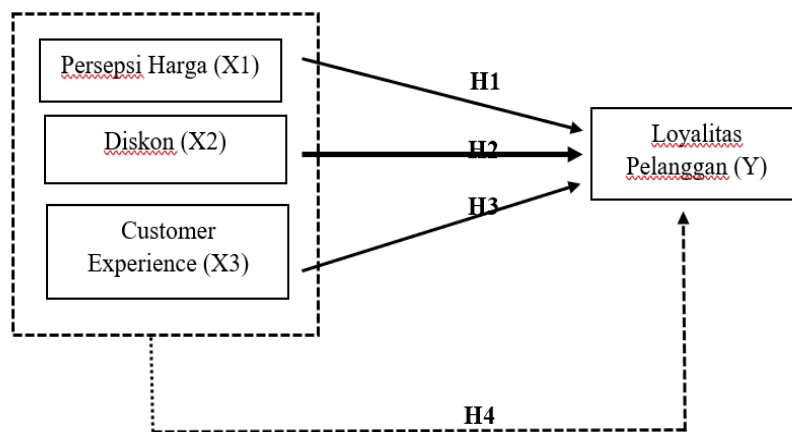 Persepsi Harga (X1)
H1
Diskon (X2)
H2
Loyalitas
Pelanggan (Y)
Customer
Experience (X3)
H3
H4